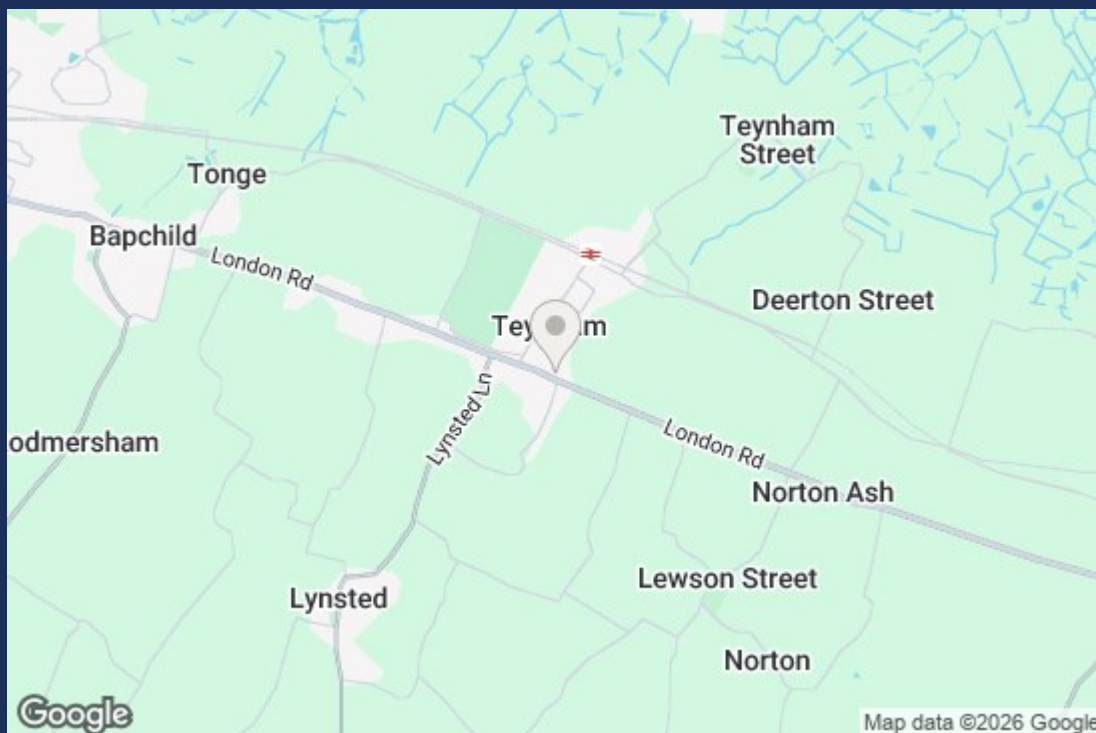 Teynham
Street
Tonge
Bapchild
London Rd
Deerton Street
Lynsted Ln
London Rd
odmersham
Norton Ash
Lewson Street
Lynsted
Norton
Google
Map data ©2026 Google